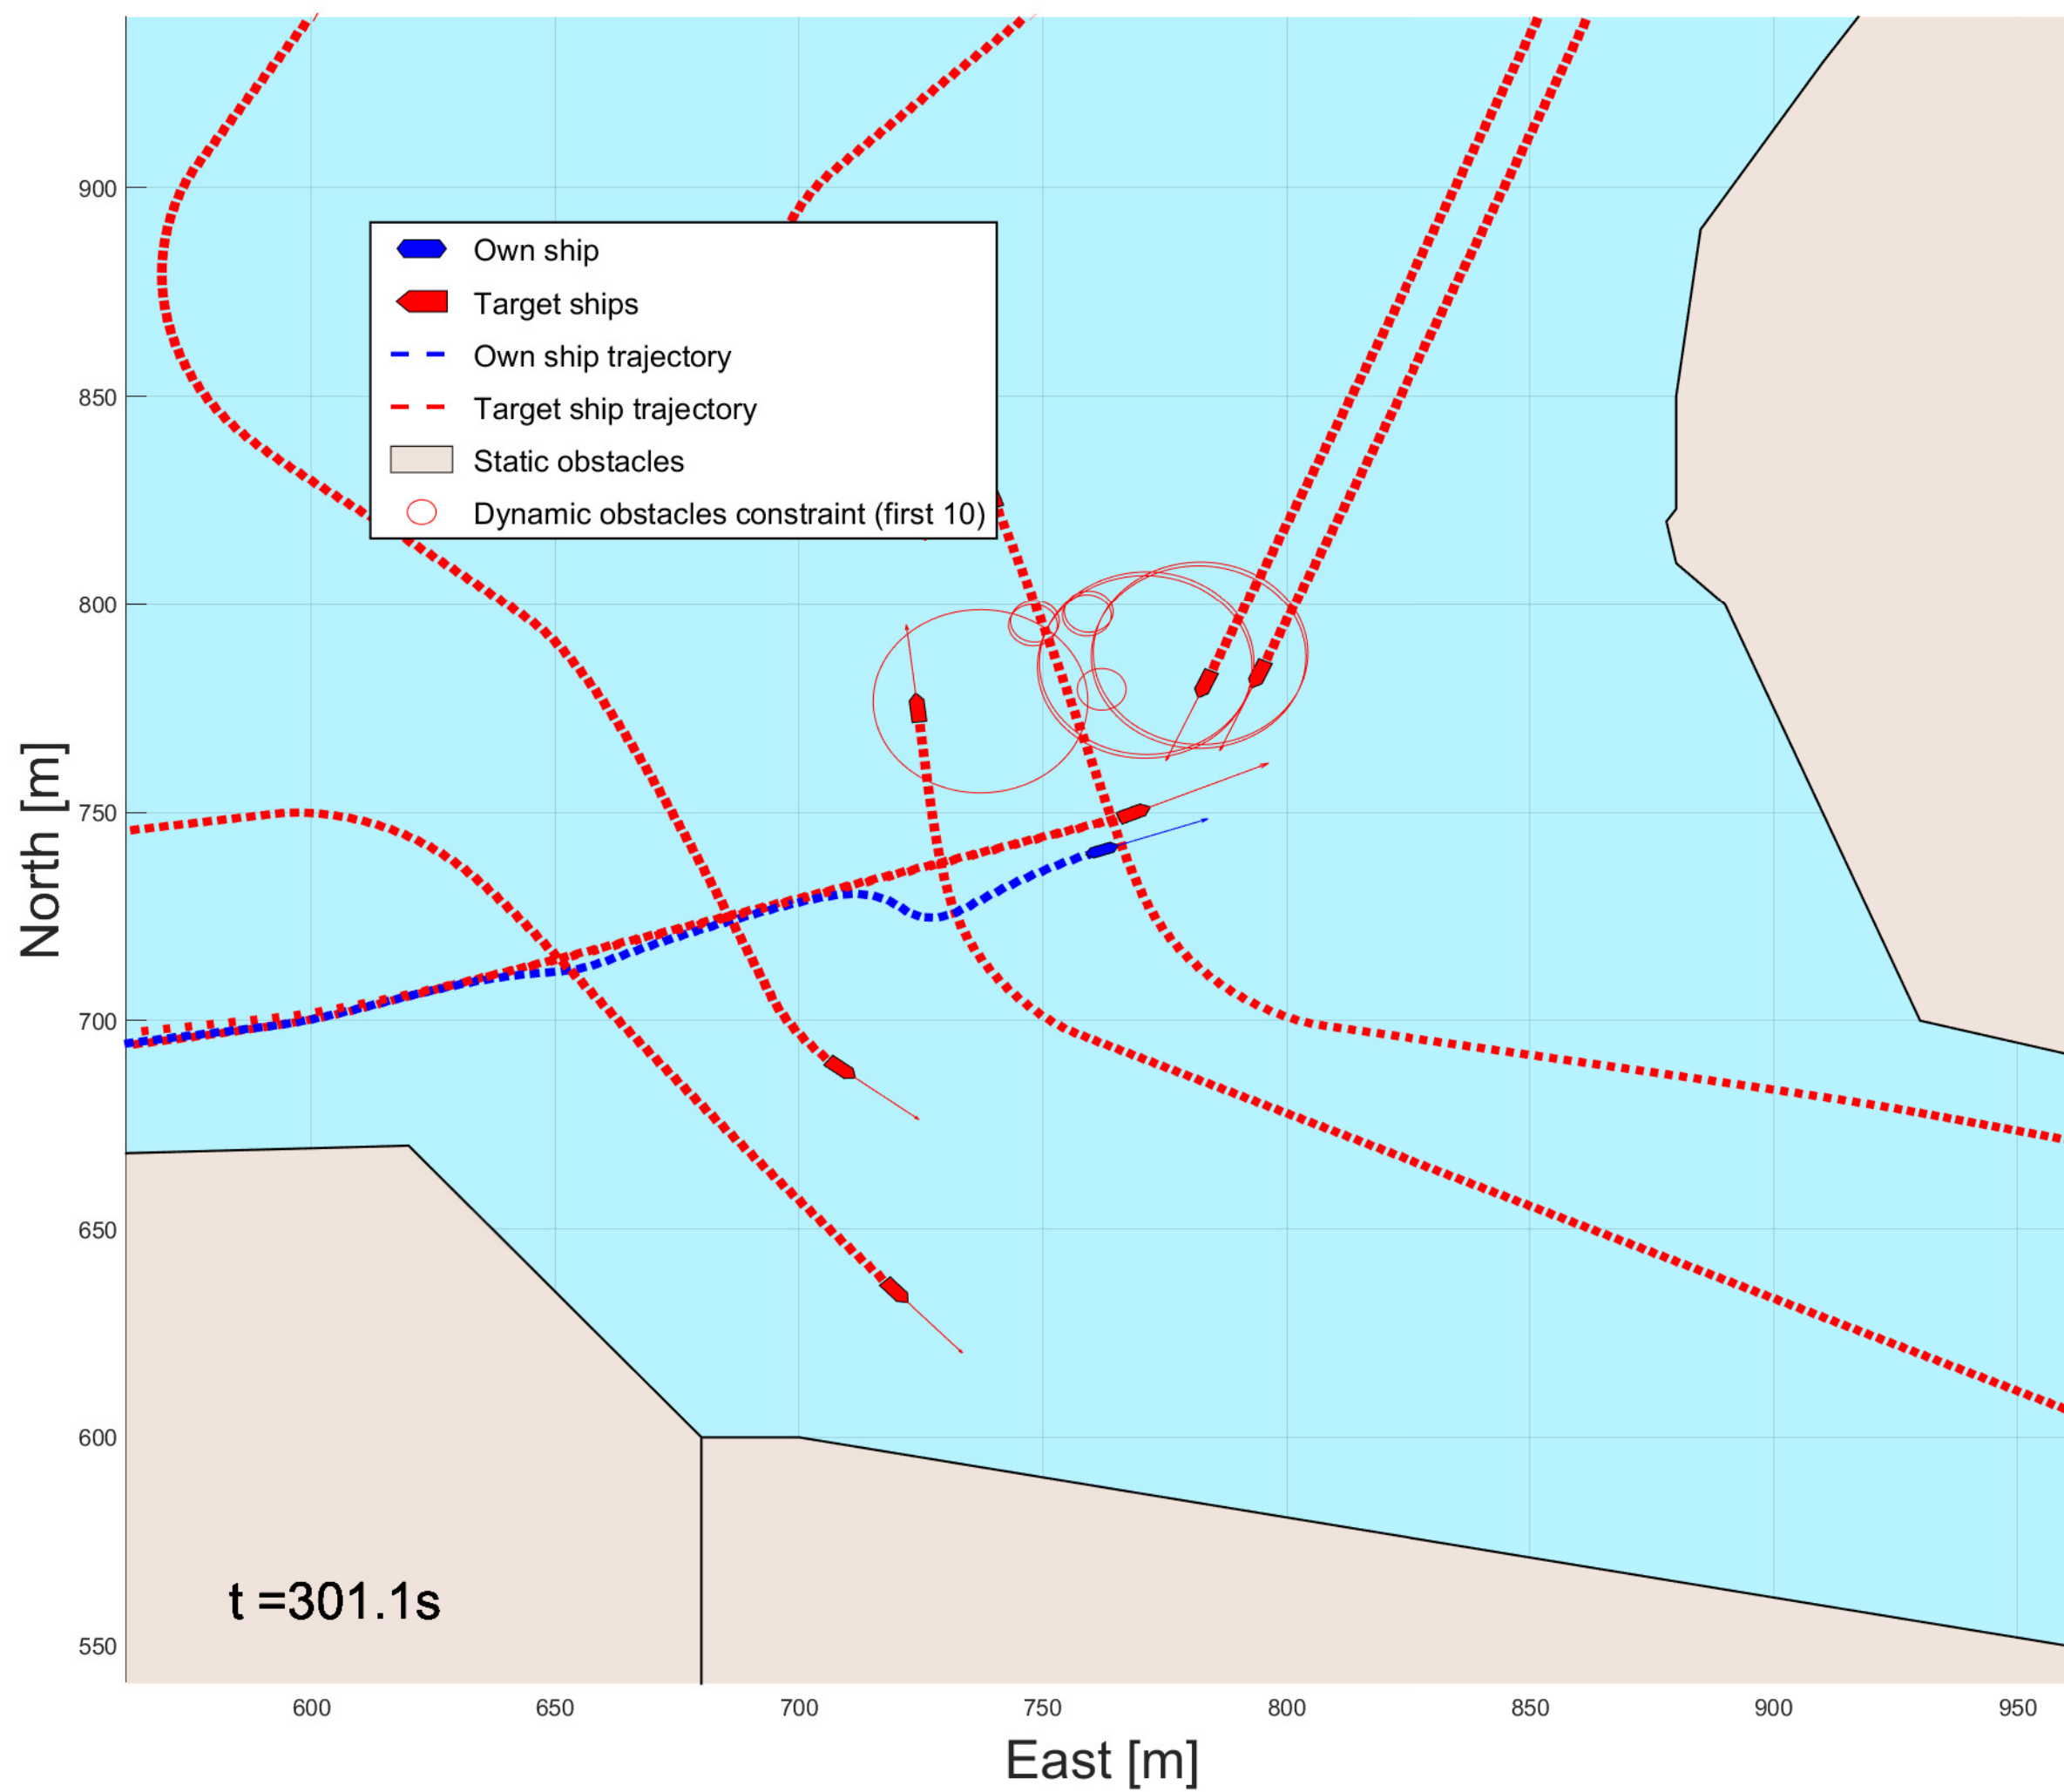 900
850
800
750
700
650
600
550
North [m]
Own ship
Target ships
Own ship trajectory
Target ship trajectory
Static obstacles
Dynamic obstacles constraint (first 10)
t =301.1s
600 650 700 750 800 850 900 950
East [m]